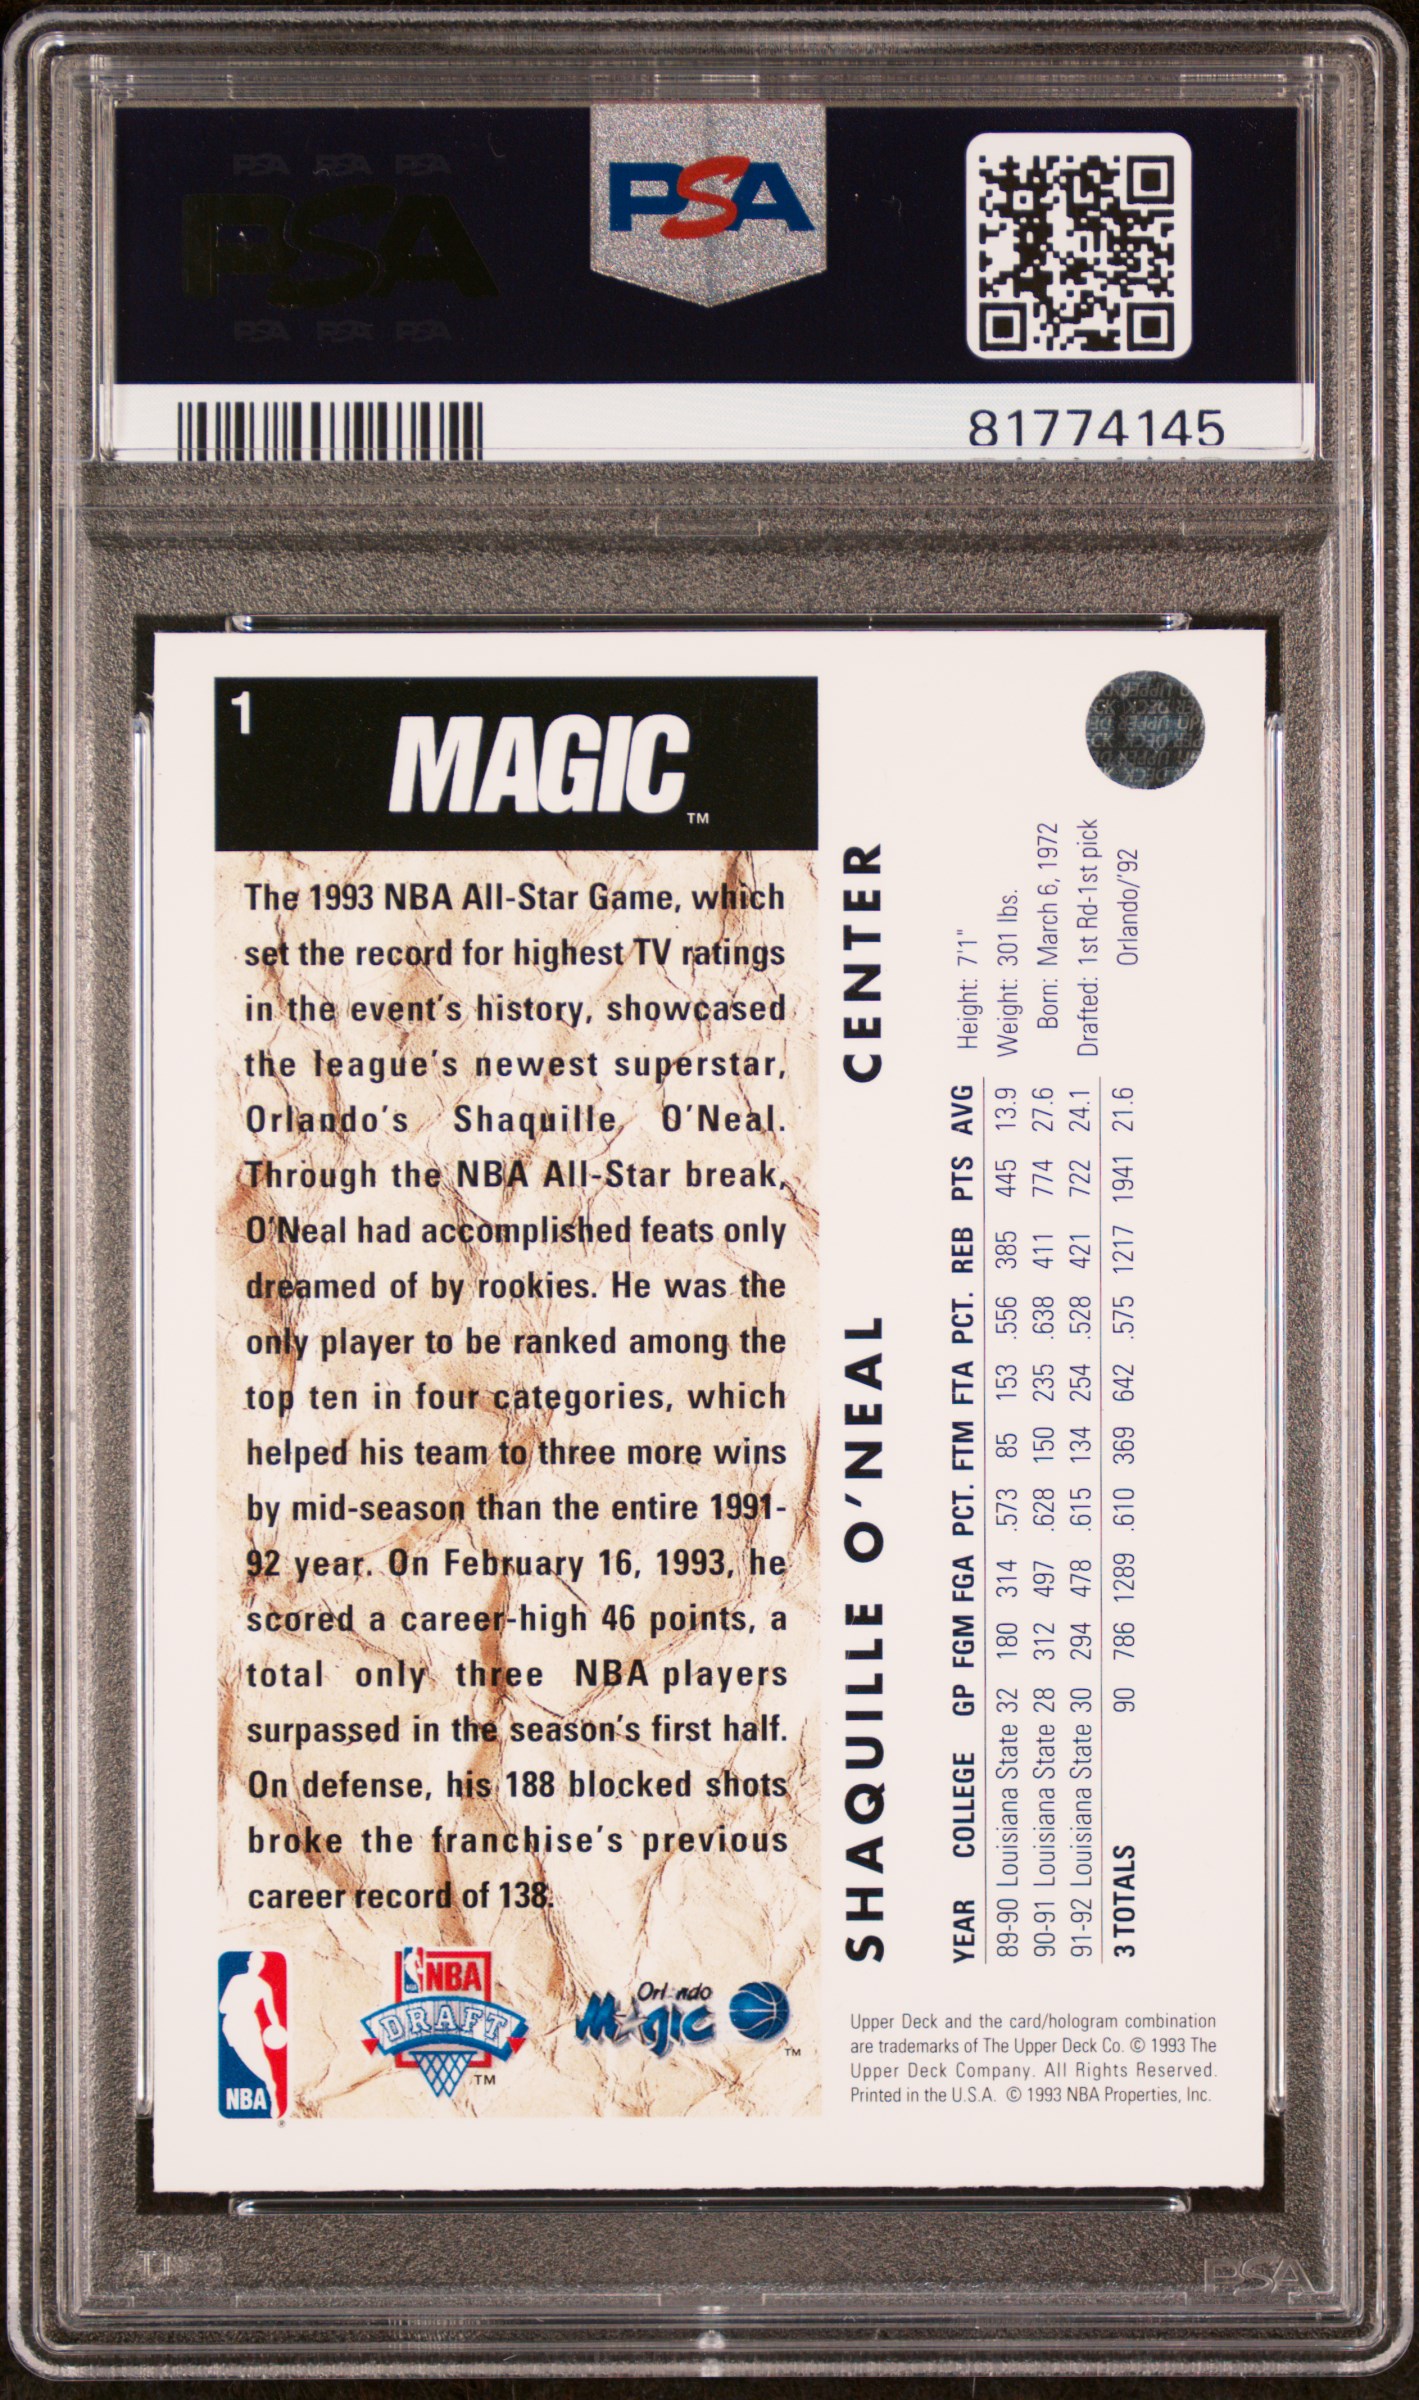 PSA PSA PSA
PSA
PSA PSA PSA
PSA
81774145
1
MAGIC™
The 1993 NBA All-Star Game, which
set the record for highest TV ratings
in the event's history, showcased
the league's newest superstar,
Orlando's Shaquille O'Neal.
Through the NBA All-Star break,
O'Neal had accomplished feats only
dreamed of by rookies. He was the
only player to be ranked among the
top ten in four categories, which
helped his team to three more wins
by mid-season than the entire 1991-
92 year. On February 16, 1993, he
scored a career-high 46 points, a
total only three NBA players
surpassed in the season's first half.
On defense, his 188 blocked shots
broke the franchise's previous
career record of 138.
NBA®
NBA
DRAFT™
Orlando
Magic™
SHAQUILLE O'NEAL CENTER
Height: 7'1"
Weight: 301 lbs.
Born: March 6, 1972
Drafted: 1st Rd-1st pick
Orlando/'92
YEAR COLLEGE GP FGM FGA PCT. FTM FTA PCT. REB PTS AVG
89-90 Louisiana State 32 180 314 .573 85 153 .556 385 445 13.9
90-91 Louisiana State 28 312 497 .628 150 235 .638 411 774 27.6
91-92 Louisiana State 30 294 478 .615 134 254 .528 421 722 24.1
3 TOTALS 90 786 1289 .610 369 642 .575 1217 1941 21.6
Upper Deck and the card/hologram combination
are trademarks of The Upper Deck Co. © 1993 The
Upper Deck Company. All Rights Reserved.
Printed in the U.S.A. © 1993 NBA Properties, Inc.
PSA